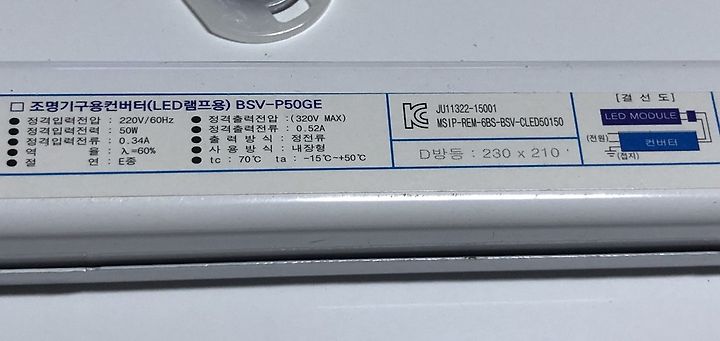 □ 조명기구용컨버터(LED램프용) BSV-P50GE
● 정격입력전압 : 220V/60Hz
● 정격입력전력 : 50W
● 정격입력전류 : 0.34A
● 역 률 : λ=60%
● 절 연 : E종
● 정격출력전압 : (320V MAX)
● 정격출력전류 : 0.52A
● 출력방식 : 정전류
● 사용방식 : 내장형
● tc : 70℃ ta : -15℃~+50℃
JU11322-15001
MSIP-REM-6BS-BSV-CLED50150
D방등 : 230 x 210
[결선도]
LED MODULE
(전원)
컨버터
(접지)